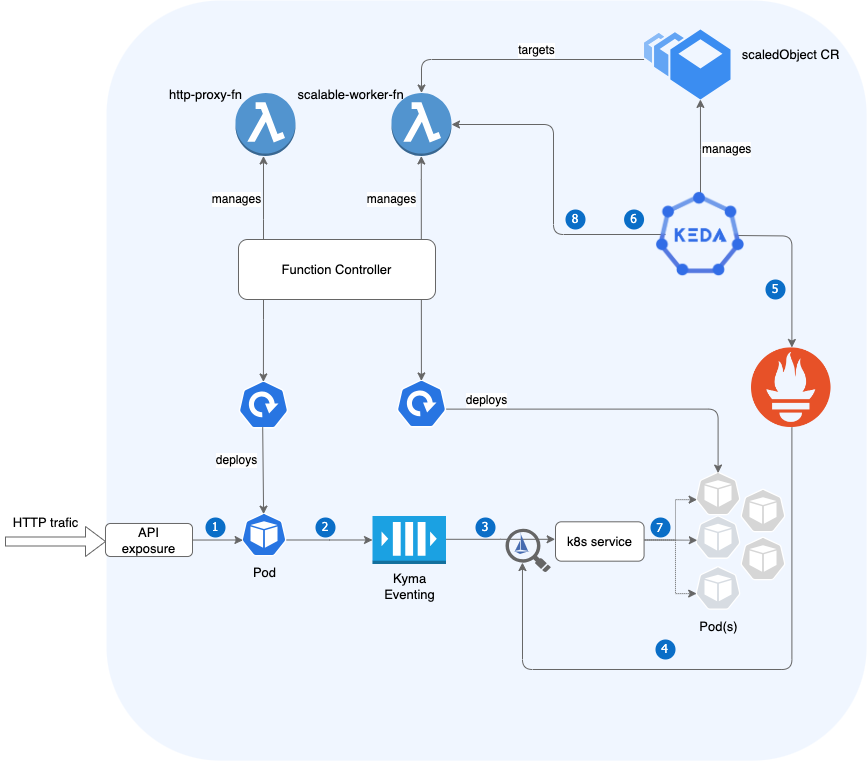 targets
scaledObject CR
http-proxy-fn
scalable-worker-fn
manages
manages
manages
8
6
KEDA
Function Controller
5
deploys
deploys
HTTP trafic
API
exposure
1
2
3
k8s service
7
Pod
Kyma
Eventing
Pod(s)
4